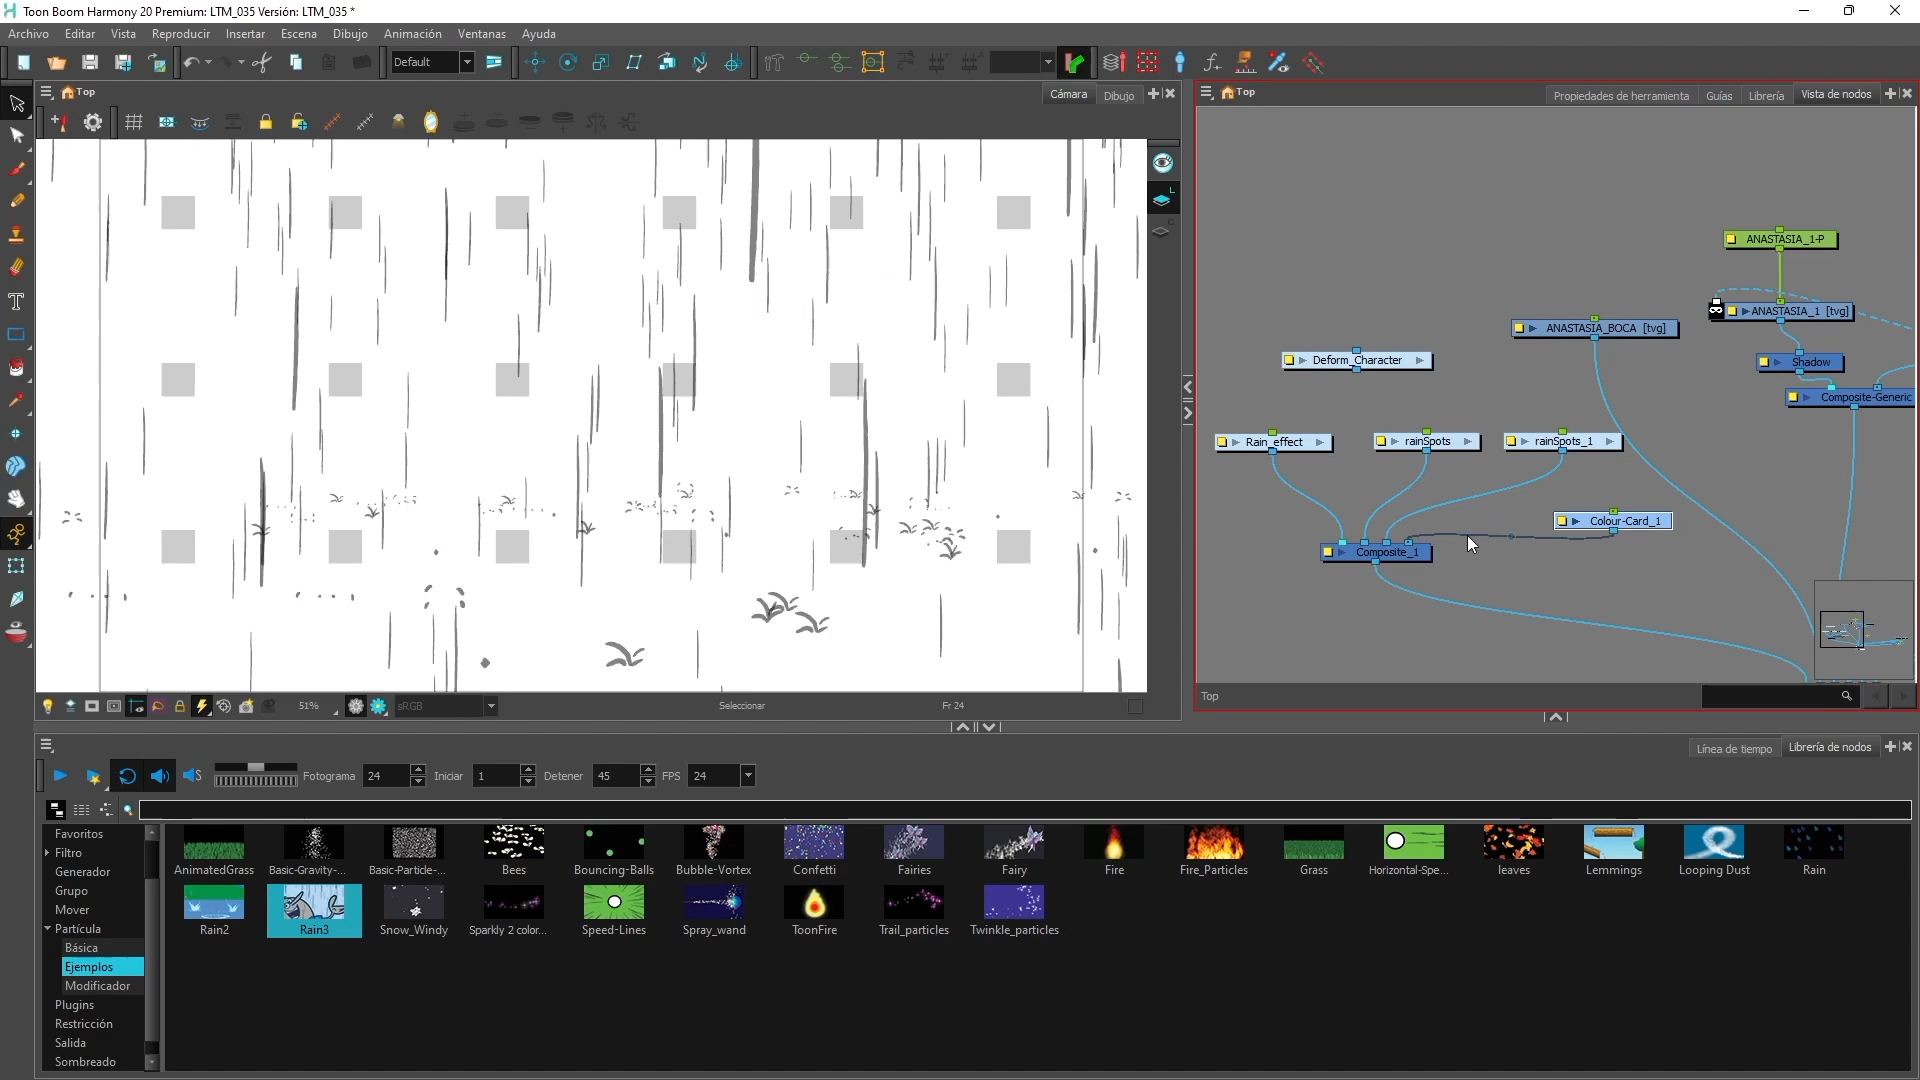 Toon Boom Harmony 20 Premium: LTM_035 Versión: LTM_035 *
Archivo Editar Vista Reproducir Insertar Escena Dibujo Animación Ventanas Ayuda
Default
Top
Cámara Dibujo
Top
Propiedades de herramienta Guías Librería Vista de nodos
ANASTASIA_1-P
ANASTASIA_1 [tvg]
ANASTASIA_BOCA [tvg]
Deform_Character
Shadow
Composite-Generic
Rain_effect
rainSpots
rainSpots_1
Colour-Card_1
Composite_1
51%
sRGB
Seleccionar
Fr 24
Top
Línea de tiempo Librería de nodos
Fotograma 24 Iniciar 1 Detener 45 FPS 24
Favoritos
Filtro
Generador
Grupo
Mover
Partícula
Básica
Ejemplos
Modificador
Plugins
Restricción
Salida
Sombreado
AnimatedGrass Basic-Gravity-... Basic-Particle-... Bees Bouncing-Balls Bubble-Vortex Confetti Fairies Fairy Fire Fire_Particles Grass Horizontal-Spe... leaves Lemmings Looping Dust Rain
Rain2 Rain3 Snow_Windy Sparkly 2 color... Speed-Lines Spray_wand ToonFire Trail_particles Twinkle_particles